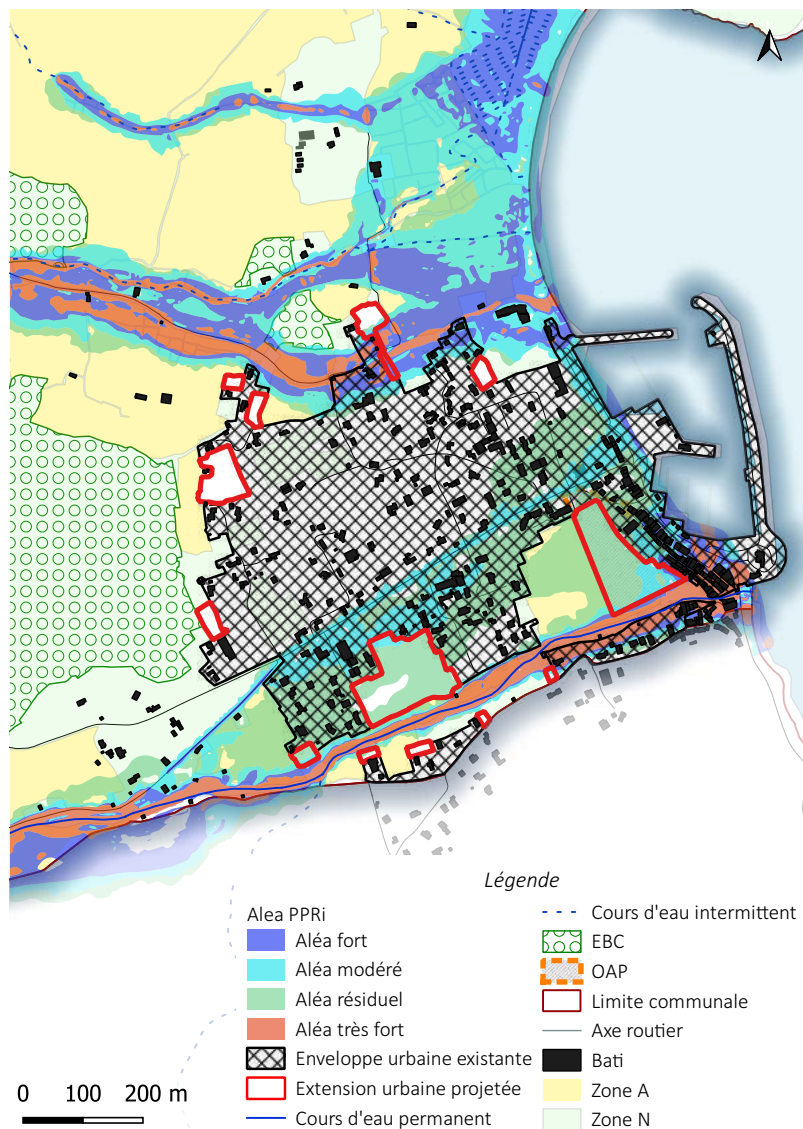 Légende
Alea PPRi
Aléa fort
Aléa modéré
Aléa résiduel
Aléa très fort
Enveloppe urbaine existante
Extension urbaine projetée
Cours d'eau permanent
Cours d'eau intermittent
EBC
OAP
Limite communale
Axe routier
Bati
Zone A
Zone N
0 100 200 m